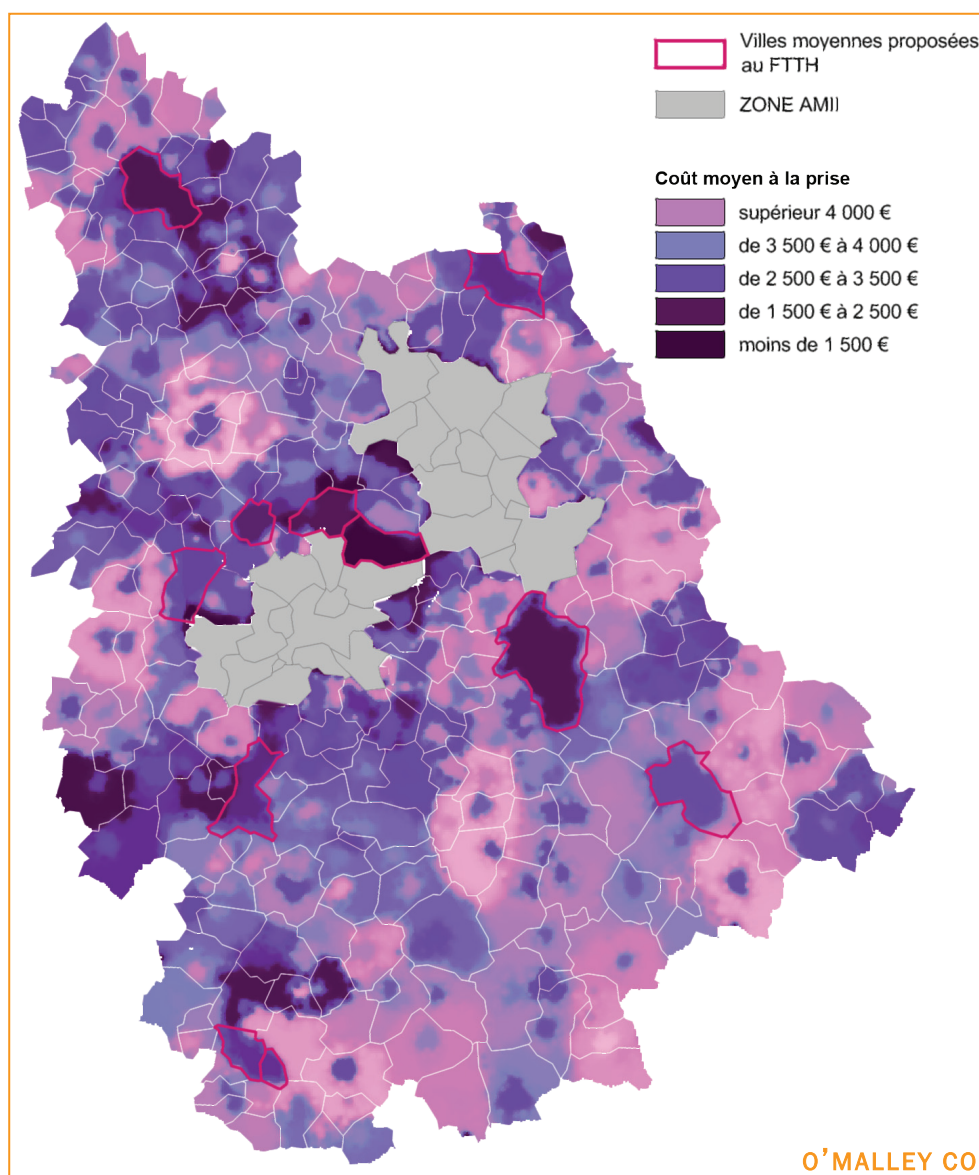 Villes moyennes proposées
au FTTH
ZONE AMII
Coût moyen à la prise
supérieur 4 000 €
de 3 500 € à 4 000 €
de 2 500 € à 3 500 €
de 1 500 € à 2 500 €
moins de 1 500 €
O’MALLEY CO